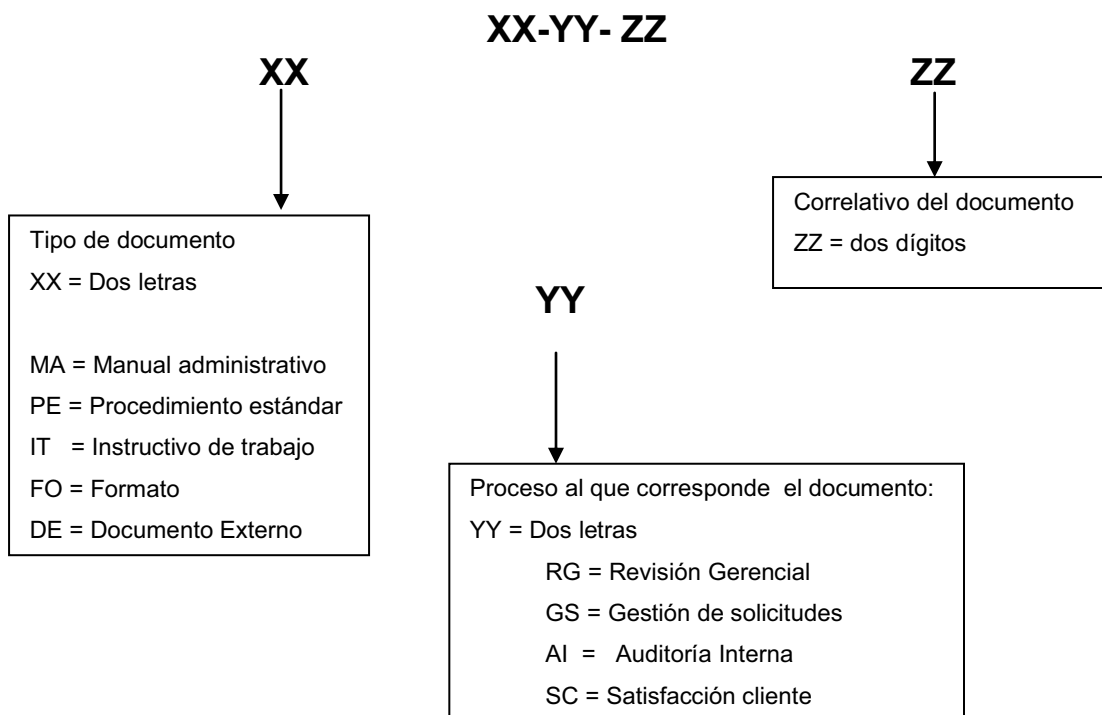 XX-YY- ZZ
XX
ZZ
Tipo de documento
XX = Dos letras
MA = Manual administrativo
PE = Procedimiento estándar
IT = Instructivo de trabajo
FO = Formato
DE = Documento Externo
Correlativo del documento
ZZ = dos dígitos
YY
Proceso al que corresponde el documento:
YY = Dos letras
RG = Revisión Gerencial
GS = Gestión de solicitudes
AI = Auditoría Interna
SC = Satisfacción cliente